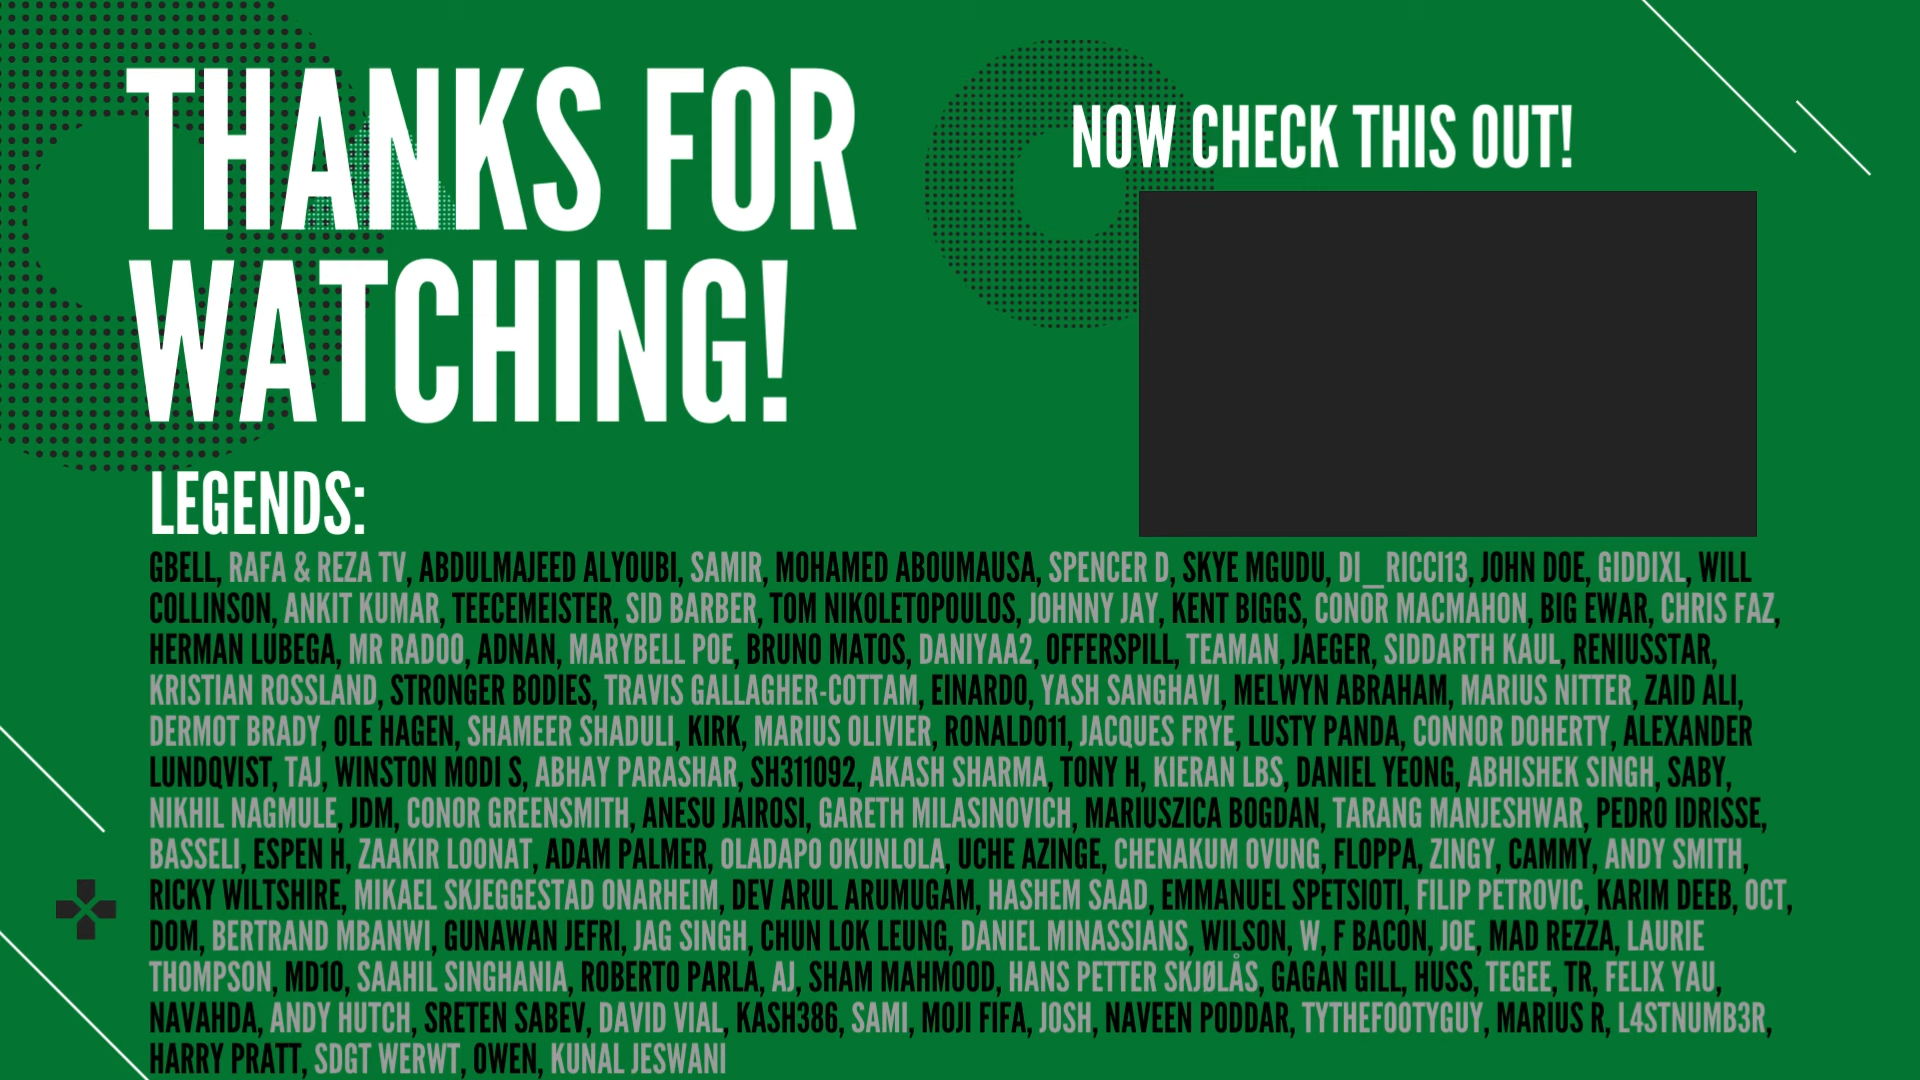 THANKS FOR
WATCHING!
NOW CHECK THIS OUT!
LEGENDS:
GBELL, RAFA & REZA TV, ABDULMAJEED ALYOUBI, SAMIR, MOHAMED ABOUMAUSA, SPENCER D, SKYE MGUDU, DI_RICCI13, JOHN DOE, GIDDIXL, WILL
COLLINSON, ANKIT KUMAR, TEECEMEISTER, SID BARBER, TOM NIKOLETOPOULOS, JOHNNY JAY, KENT BIGGS, CONOR MACMAHON, BIG EWAR, CHRIS FAZ,
HERMAN LUBEGA, MR RADOO, ADNAN, MARYBELL POE, BRUNO MATOS, DANIYAA2, OFFERSPILL, TEAMAN, JAEGER, SIDDARTH KAUL, RENIUSSTAR,
KRISTIAN ROSSLAND, STRONGER BODIES, TRAVIS GALLAGHER-COTTAM, EINARDO, YASH SANGHAVI, MELWYN ABRAHAM, MARIUS NITTER, ZAID ALI,
DERMOT BRADY, OLE HAGEN, SHAMEER SHADULI, KIRK, MARIUS OLIVIER, RONALDO11, JACQUES FRYE, LUSTY PANDA, CONNOR DOHERTY, ALEXANDER
LUNDQVIST, TAJ, WINSTON MODI S, ABHAY PARASHAR, SH311092, AKASH SHARMA, TONY H, KIERAN LBS, DANIEL YEONG, ABHISHEK SINGH, SABY,
NIKHIL NAGMULE, JDM, CONOR GREENSMITH, ANESU JAIROSI, GARETH MILASINOVICH, MARIUSZICA BOGDAN, TARANG MANJESHWAR, PEDRO IDRISSE,
BASSELI, ESPEN H, ZAAKIR LOONAT, ADAM PALMER, OLADAPO OKUNLOLA, UCHE AZINGE, CHENAKUM OVUNG, FLOPPA, ZINGY, CAMMY, ANDY SMITH,
RICKY WILTSHIRE, MIKAEL SKJEGGESTAD ONARHEIM, DEV ARUL ARUMUGAM, HASHEM SAAD, EMMANUEL SPETSIOTI, FILIP PETROVIC, KARIM DEEB, OCT,
DOM, BERTRAND MBANWI, GUNAWAN JEFRI, JAG SINGH, CHUN LOK LEUNG, DANIEL MINASSIANS, WILSON, W, F BACON, JOE, MAD REZZA, LAURIE
THOMPSON, MD10, SAAHIL SINGHANIA, ROBERTO PARLA, AJ, SHAM MAHMOOD, HANS PETTER SKJØLÅS, GAGAN GILL, HUSS, TEGEE, TR, FELIX YAU,
NAVAHDA, ANDY HUTCH, SRETEN SABEV, DAVID VIAL, KASH386, SAMI, MOJI FIFA, JOSH, NAVEEN PODDAR, TYTHEFOOTYGUY, MARIUS R, L4STNUMB3R,
HARRY PRATT, SDGT WERWT, OWEN, KUNAL JESWANI